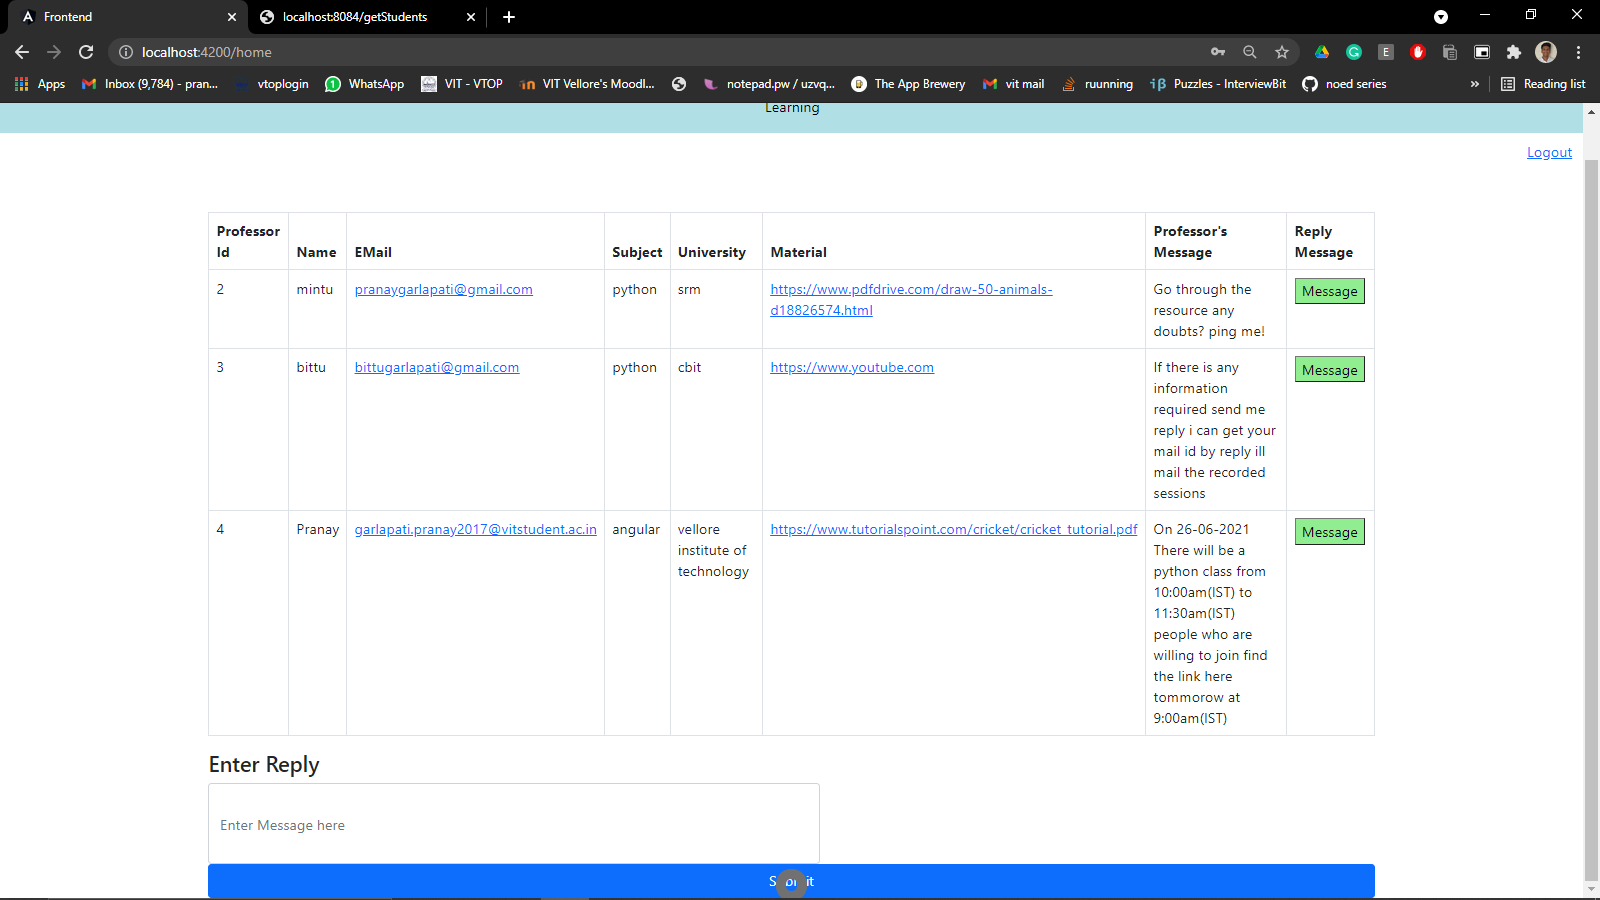 Frontend
localhost:8084/getStudents
localhost:4200/home
Apps
Inbox (9,784) - pran...
vtoplogin
WhatsApp
VIT - VTOP
VIT Vellore's Moodl...
notepad.pw / uzvq...
The App Brewery
vit mail
ruunning
Puzzles - InterviewBit
noed series
Reading list
Learning
Logout
Professor
Id
Name
EMail
Subject
University
Material
Professor's
Message
Reply
Message
2
mintu
pranaygarlapati@gmail.com
python
srm
https://www.pdfdrive.com/draw-50-animals-
d18826574.html
Go through the
resource any
doubts? ping me!
Message
3
bittu
bittugarlapati@gmail.com
python
cbit
https://www.youtube.com
If there is any
information
required send me
reply i can get your
mail id by reply ill
mail the recorded
sessions
Message
4
Pranay
garlapati.pranay2017@vitstudent.ac.in
angular
vellore
institute of
technology
https://www.tutorialspoint.com/cricket/cricket_tutorial.pdf
On 26-06-2021
There will be a
python class from
10:00am(IST) to
11:30am(IST)
people who are
willing to join find
the link here
tommorow at
9:00am(IST)
Message
Enter Reply
Enter Message here
Submit